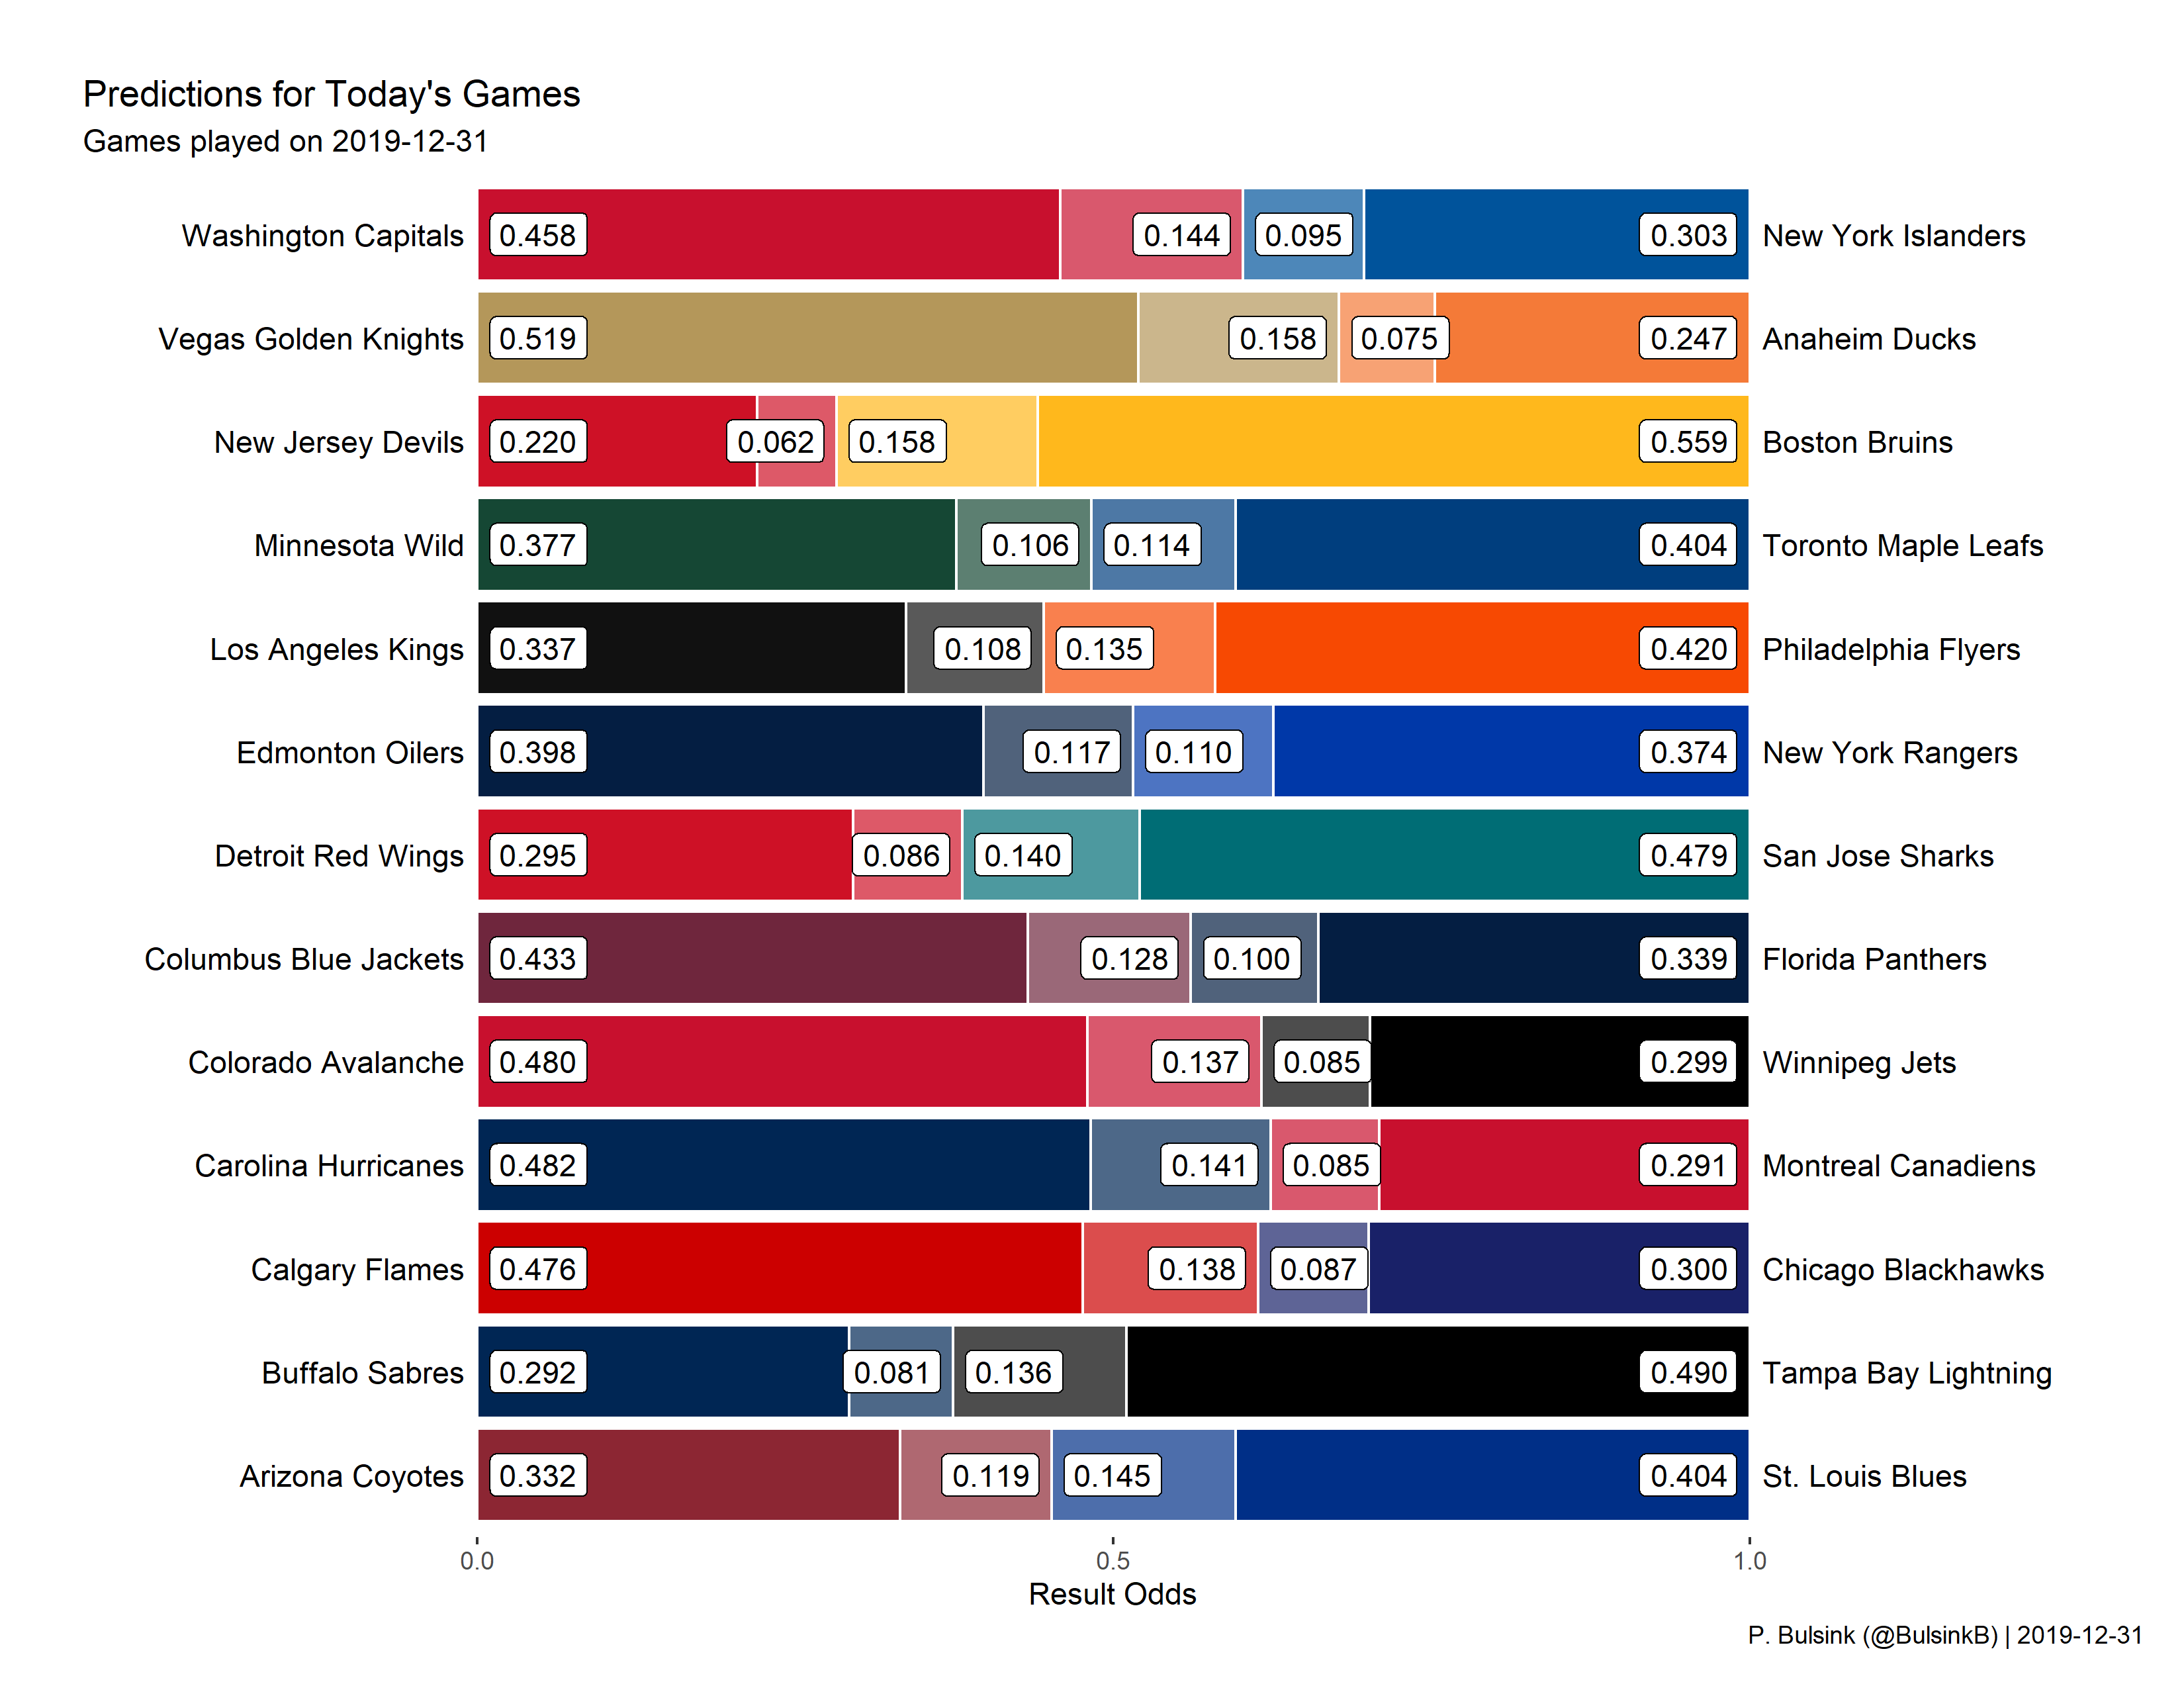 Predictions for Today's Games
Games played on 2019-12-31
Washington Capitals 0.458 0.144 0.095 0.303 New York Islanders
Vegas Golden Knights 0.519 0.158 0.075 0.247 Anaheim Ducks
New Jersey Devils 0.220 0.062 0.158 0.559 Boston Bruins
Minnesota Wild 0.377 0.106 0.114 0.404 Toronto Maple Leafs
Los Angeles Kings 0.337 0.108 0.135 0.420 Philadelphia Flyers
Edmonton Oilers 0.398 0.117 0.110 0.374 New York Rangers
Detroit Red Wings 0.295 0.086 0.140 0.479 San Jose Sharks
Columbus Blue Jackets 0.433 0.128 0.100 0.339 Florida Panthers
Colorado Avalanche 0.480 0.137 0.085 0.299 Winnipeg Jets
Carolina Hurricanes 0.482 0.141 0.085 0.291 Montreal Canadiens
Calgary Flames 0.476 0.138 0.087 0.300 Chicago Blackhawks
Buffalo Sabres 0.292 0.081 0.136 0.490 Tampa Bay Lightning
Arizona Coyotes 0.332 0.119 0.145 0.404 St. Louis Blues
0.0 0.5 1.0
Result Odds
P. Bulsink (@BulsinkB) | 2019-12-31